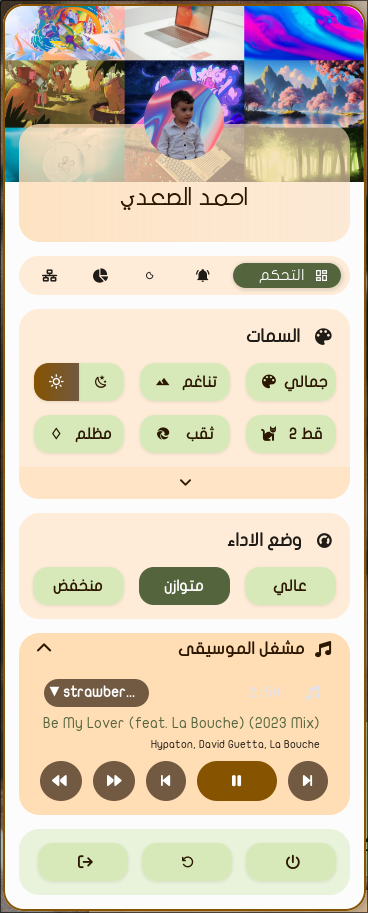 احمد الصعدي
التحكم
السمات
جمالي
تناغم
قط 2
ثقب
مظلم
وضع الاداء
عالي
متوازن
منخفض
مشغل الموسيقى
strawber...
Be My Lover (feat. La Bouche) (2023 Mix)
Hypaton, David Guetta, La Bouche